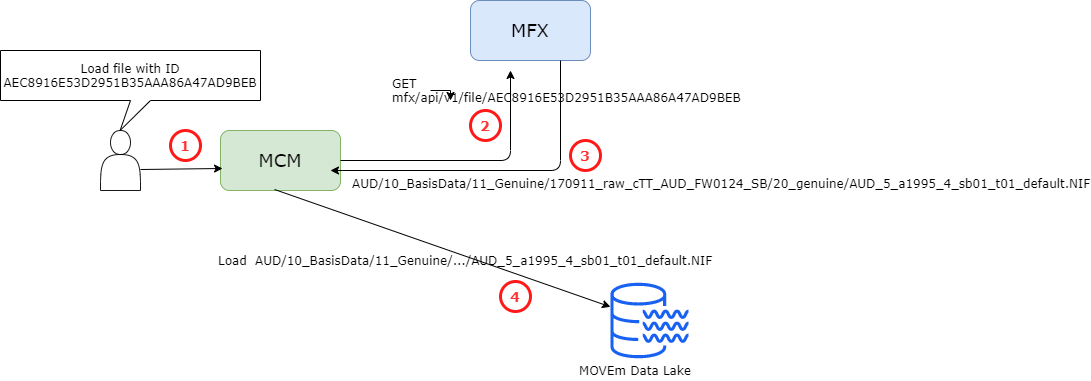 MFX
Load file with ID
AEC8916E53D2951B35AAA86A47AD9BEB
GET
mfx/api/v1/file/AEC8916E53D2951B35AAA86A47AD9BEB
2
1
3
MCM
AUD/10_BasisData/11_Genuine/170911_raw_cTT_AUD_FW0124_SB/20_genuine/AUD_5_a1995_4_sb01_t01_default.NIF
Load AUD/10_BasisData/11_Genuine/.../AUD_5_a1995_4_sb01_t01_default.NIF
4
MOVEm Data Lake